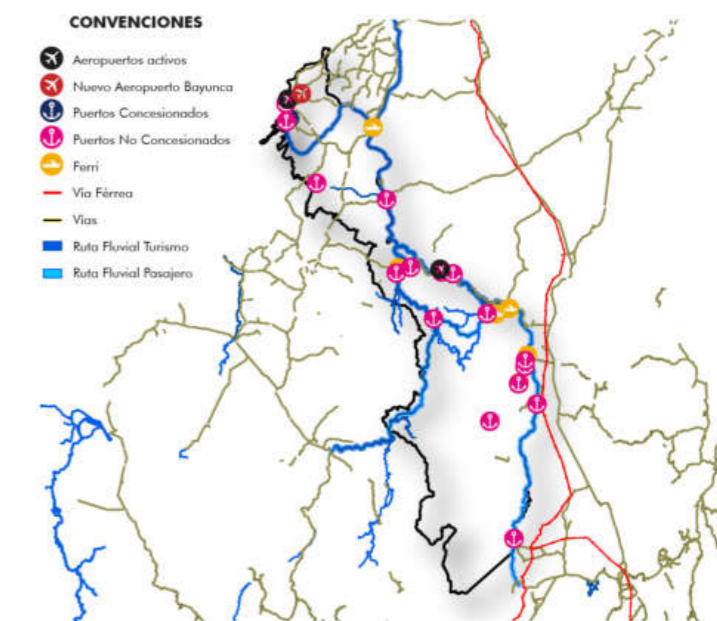 CONVENCIONES
Aeropuertos activos
Nuevo Aeropuerto Bayunca
Puertos Concesionados
Puertos No Concesionados
Ferri
Vía Férrea
Vías
Ruta Fluvial Turismo
Ruta Fluvial Pasajero